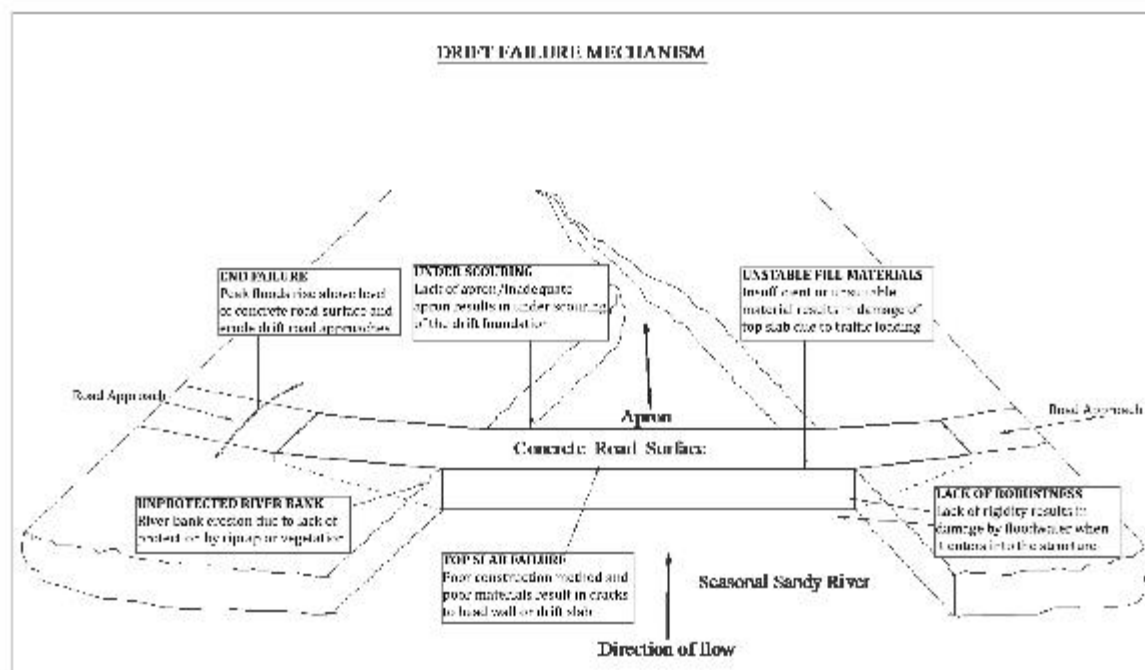 DRIFT FAILURE MECHANISM
END FAILURE
Peak floods rise above level
of concrete road surface and
erode drift road approaches
UNDER SCOURING
Lack of apron/inadequate
apron results in under scouring
of the drift foundation
UNSTABLE FILL MATERIALS
Insufficient or unsuitable
material results in damage of
top slab due to traffic loading
Road Approach
Road Approach
Apron
Concrete Road Surface
UNPROTECTED RIVER BANK
River bank erosion due to lack of
protection by riprap or vegetation
LACK OF ROBUSTNESS
Lack of rigidity results in
damage by floodwater when
it enters into the structure
TOP SLAB FAILURE
Poor construction method and
poor materials result in cracks
to head wall or drift slab
Seasonal Sandy River
Direction of flow